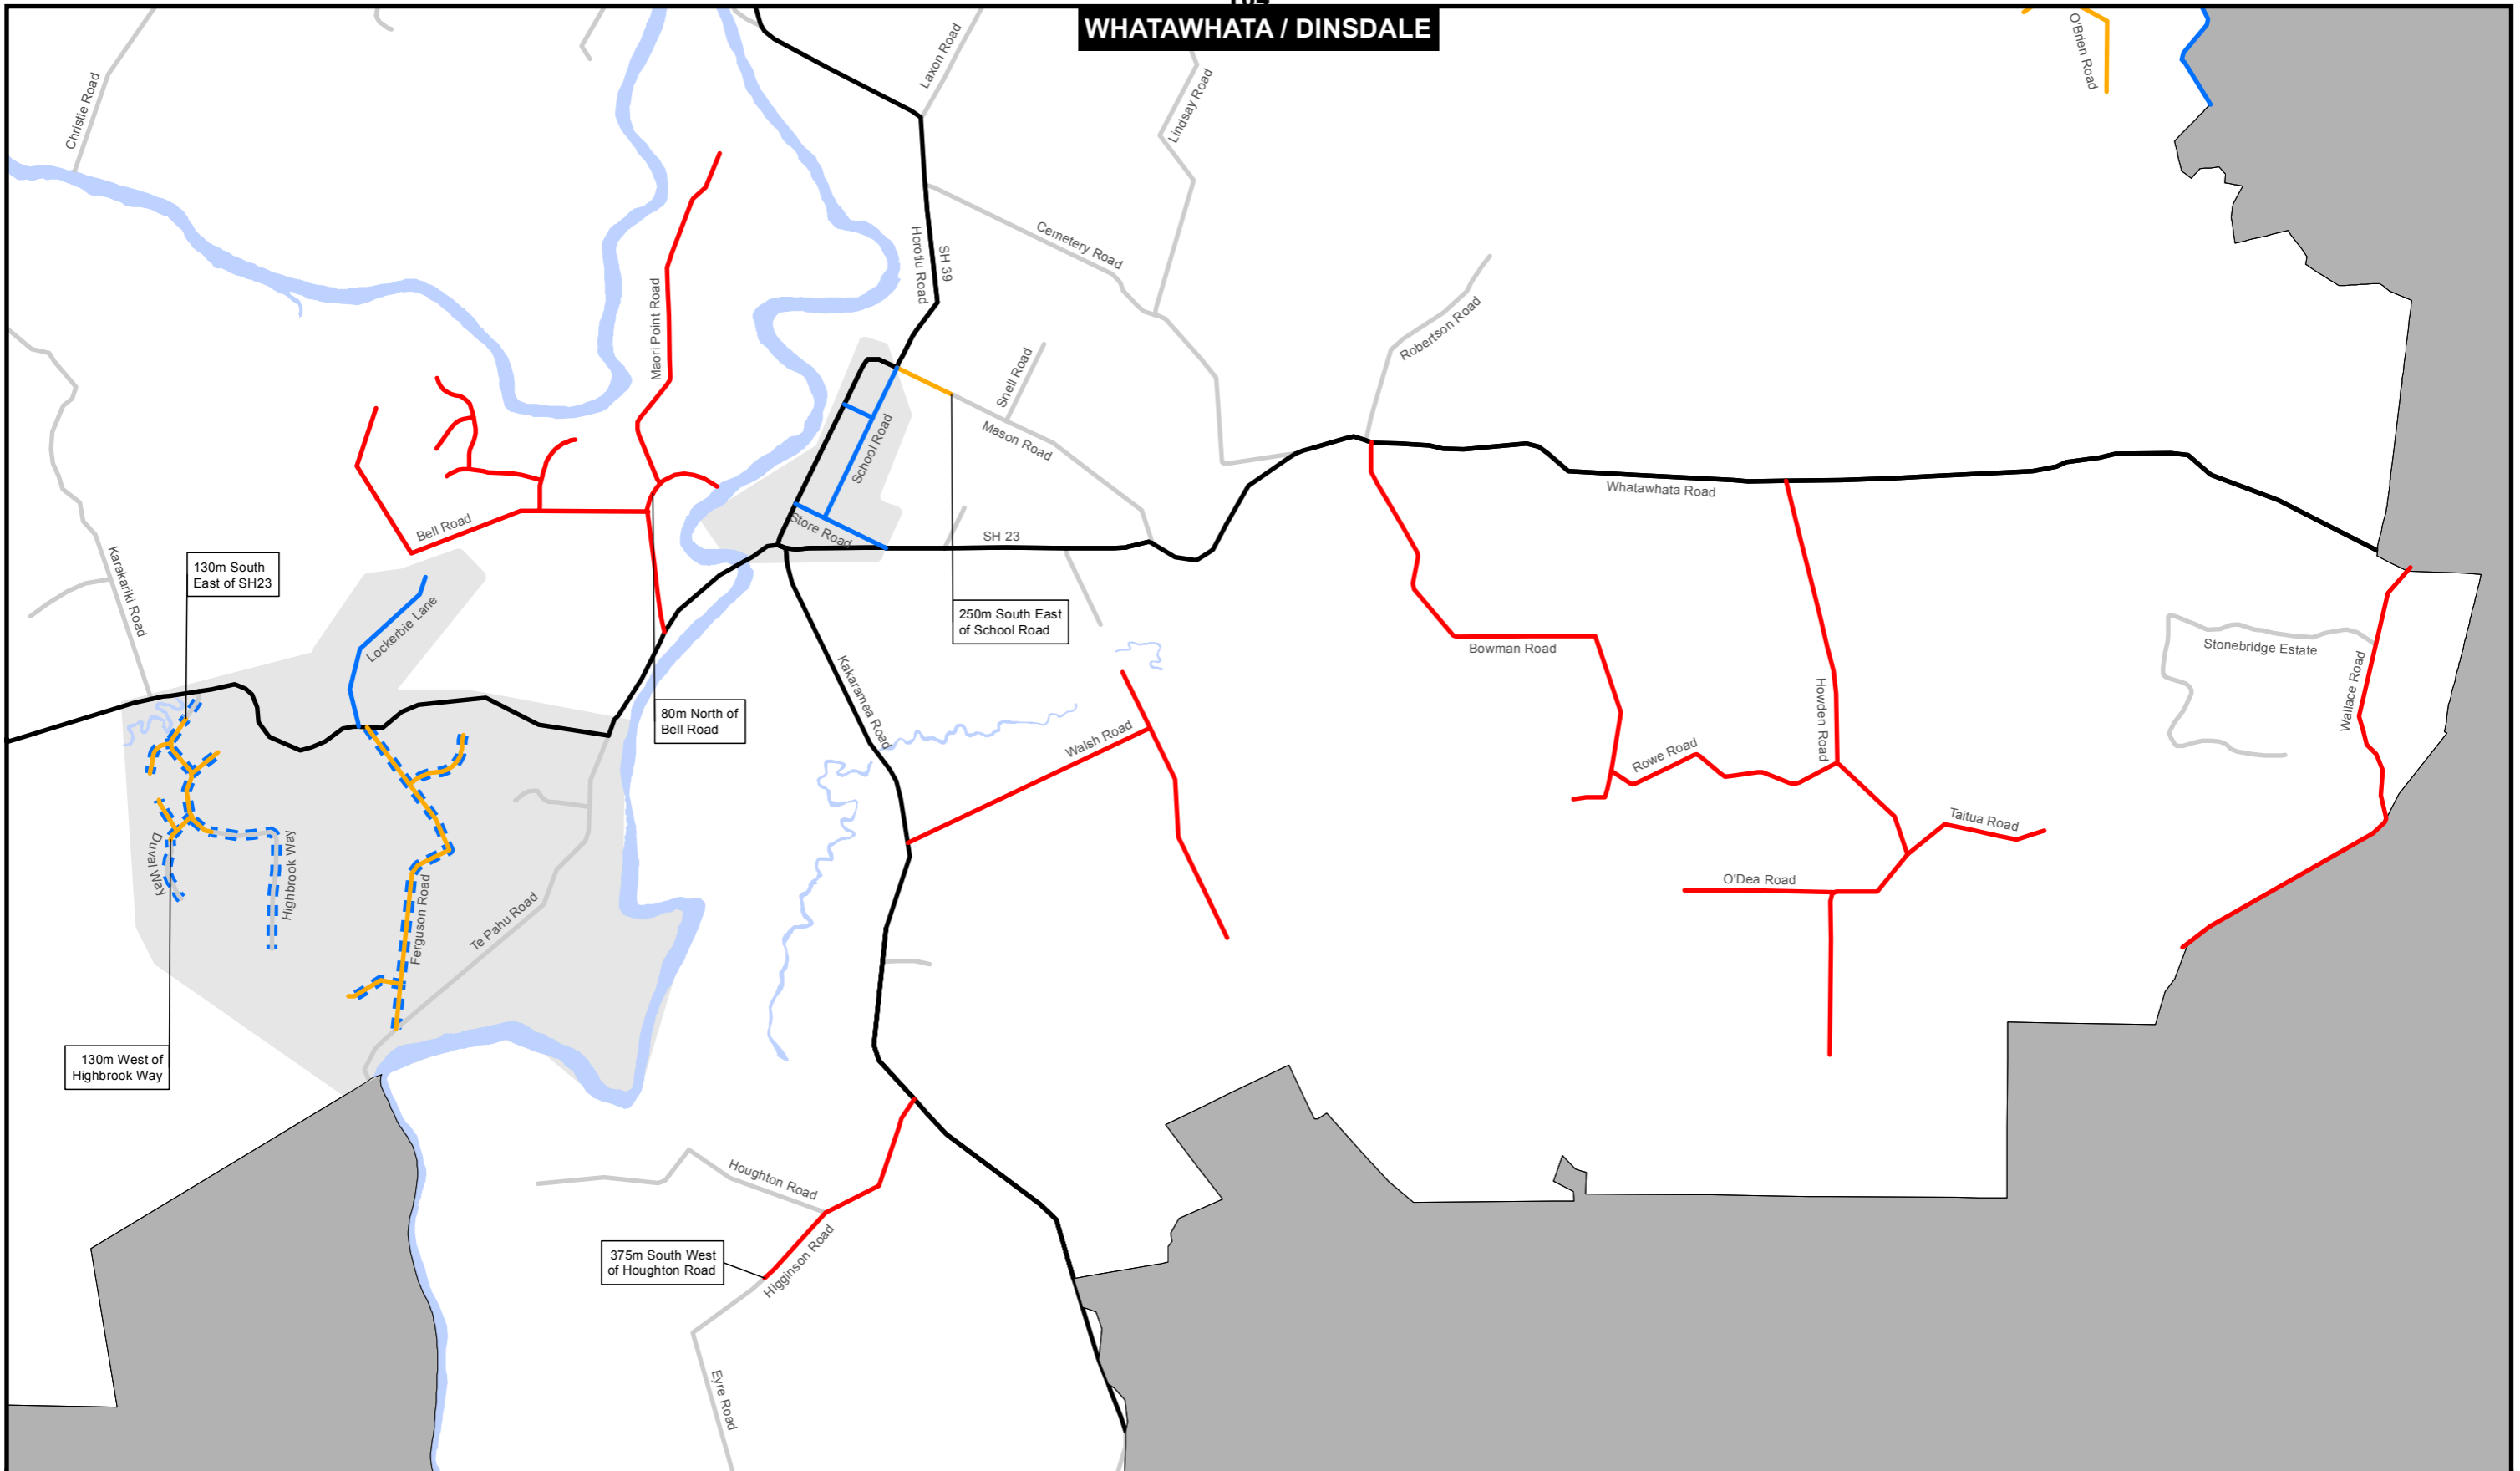 WHATAWHATA / DINSDALE
O'Brien Road
Laxon Road
Christie Road
Lindsay Road
Cemetery Road
Horotiu Road
SH 39
Maori Point Road
Robertson Road
Snell Road
Mason Road
School Road
Store Road
SH 23
Whatawhata Road
Bell Road
Karakariki Road
130m South
East of SH23
Lockerbie Lane
250m South East
of School Road
Bowman Road
Stonebridge Estate
Wallace Road
Kakaramea Road
80m North of
Bell Road
Walsh Road
Howden Road
Rowe Road
Taitua Road
O'Dea Road
Duval Way
Highbrook Way
Ferguson Road
Te Pahu Road
130m West of
Highbrook Way
Houghton Road
375m South West
of Houghton Road
Higginson Road
Eyre Road